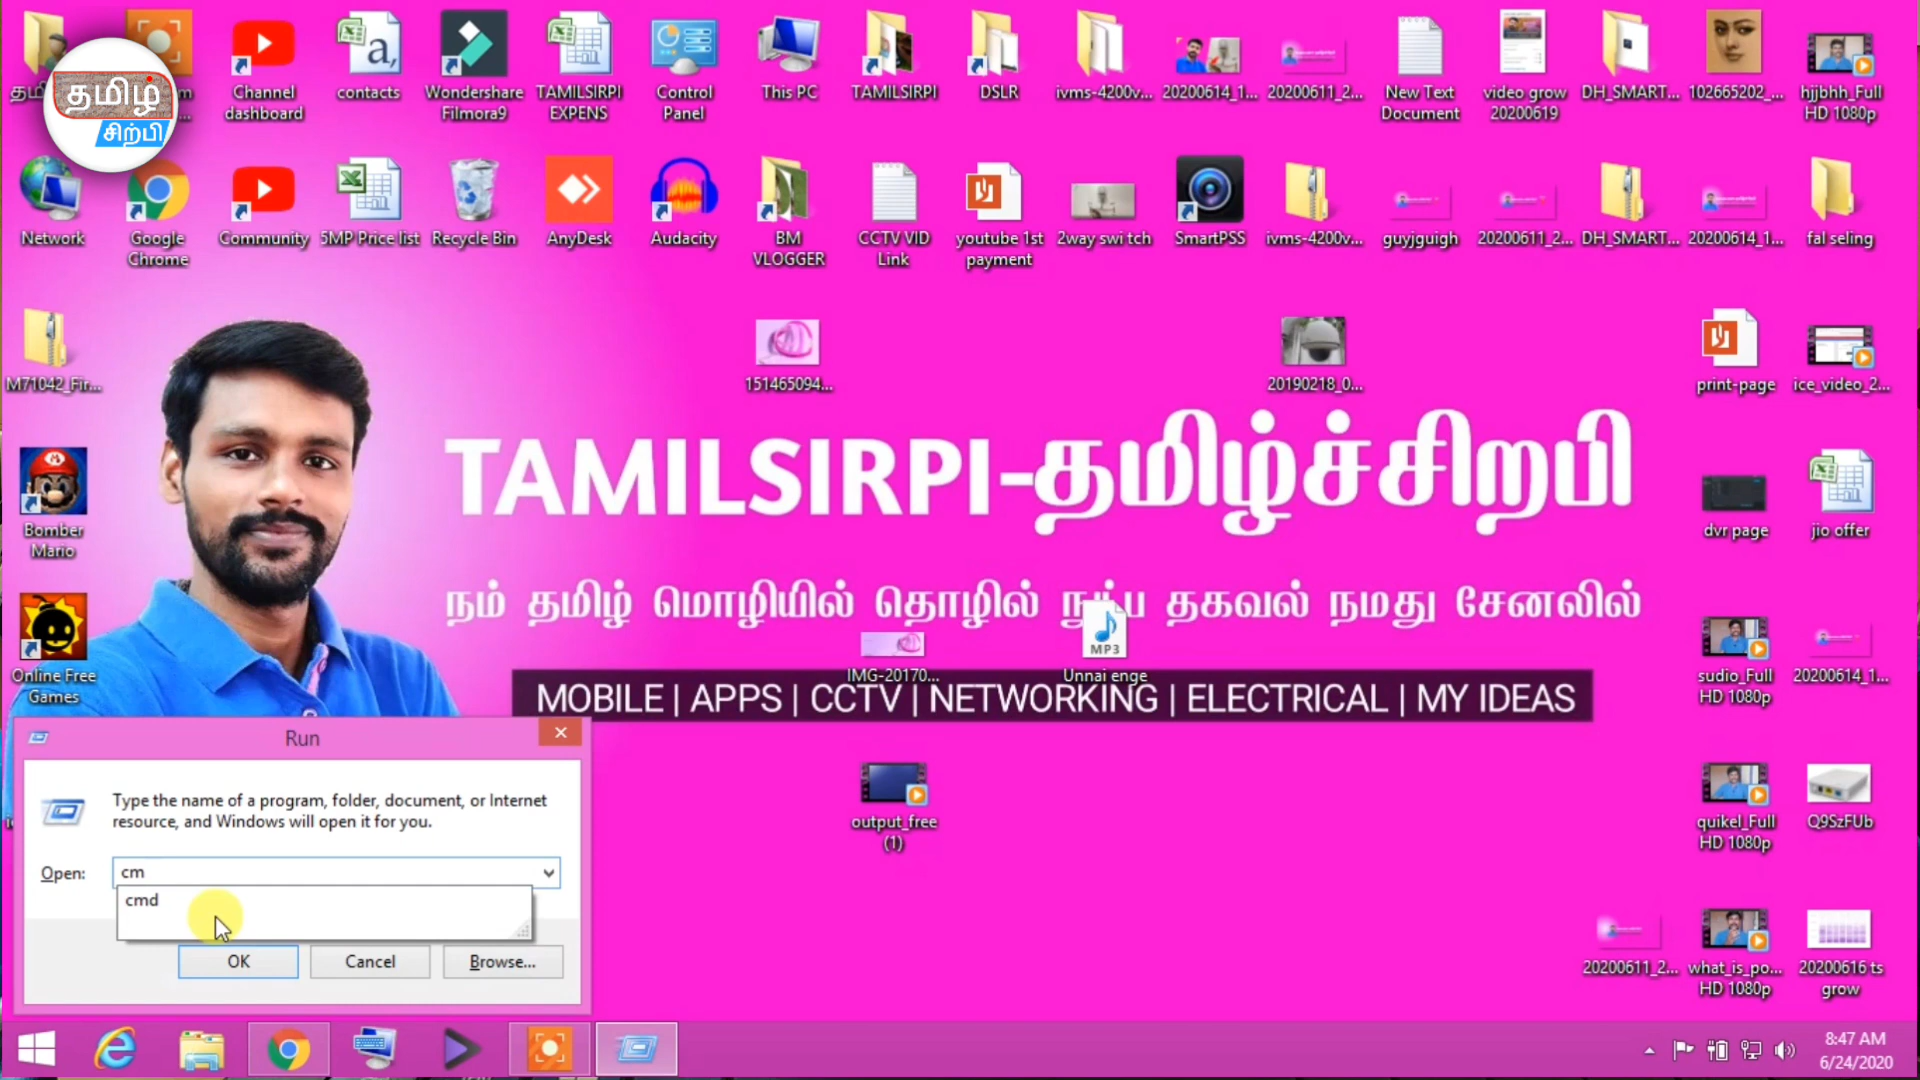 தமிழ்
சிற்பி
Channel dashboard
contacts
Wondershare Filmora9
TAMILSIRPI EXPENS
Control Panel
This PC
TAMILSIRPI
DSLR
ivms-4200v...
20200614_1...
20200611_2...
New Text Document
video grow 20200619
DH_SMART...
102665202_...
hjjbhh_Full HD 1080p
Network
Google Chrome
Community
5MP Price list
Recycle Bin
AnyDesk
Audacity
BM VLOGGER
CCTV VID Link
youtube 1st payment
2way swi tch
SmartPSS
ivms-4200v...
guyjguigh
20200611_2...
DH_SMART...
20200614_1...
fal seling
M71042_Fir...
151465094...
20190218_0...
print-page
ice_video_2...
TAMILSIRPI-தமிழ்ச்சிறபி
Bomber Mario
dvr page
jio offer
நம் தமிழ் மொழியில் தொழில் நுட்ப தகவல் நமது சேனலில்
MP3
Online Free Games
IMG-20170...
Unnai enge
sudio_Full HD 1080p
20200614_1...
MOBILE | APPS | CCTV | NETWORKING | ELECTRICAL | MY IDEAS
Run
Type the name of a program, folder, document, or Internet
resource, and Windows will open it for you.
Open:
cm
cmd
OK
Cancel
Browse...
output_free (1)
quikel_Full HD 1080p
Q9SzFUb
20200611_2...
what_is_po... HD 1080p
20200616 ts grow
8:47 AM
6/24/2020